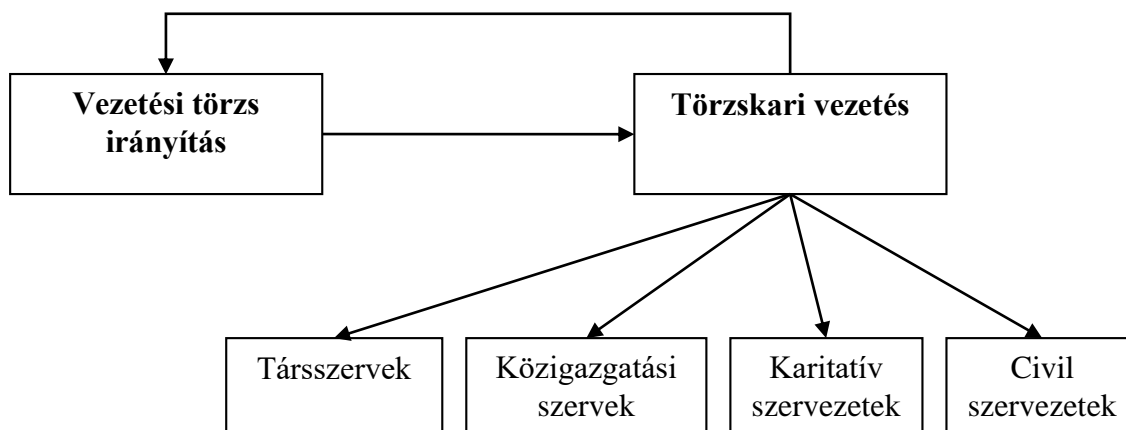 Vezetési törzs
irányítás
Törzskari vezetés
Társszervek
Közigazgatási
szervek
Karitatív
szervezetek
Civil
szervezetek